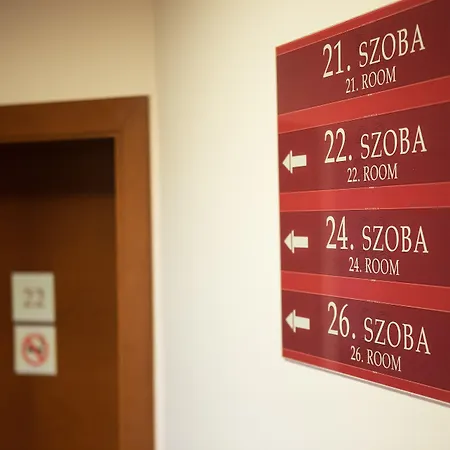 21. SZOBA
21. ROOM
22. SZOBA
22. ROOM
24. SZOBA
24. ROOM
26. SZOBA
26. ROOM
22